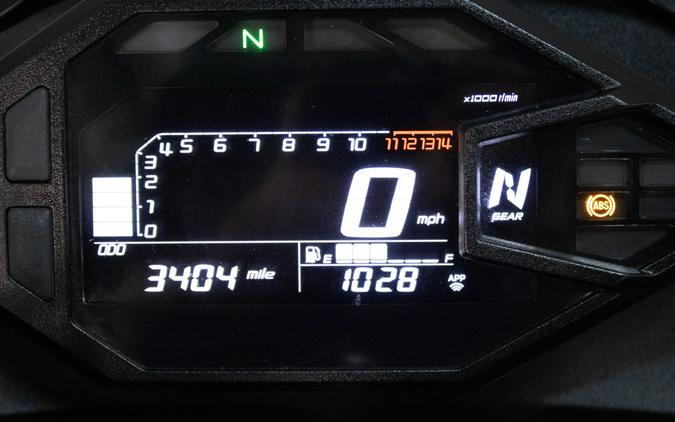 N
x1000 r/min
4 5 6 7 8 9 10 11 12 13 14
3
2
1
0
0 mph
N
GEAR
ABS
ODO
E F
3404 mile
1028
APP